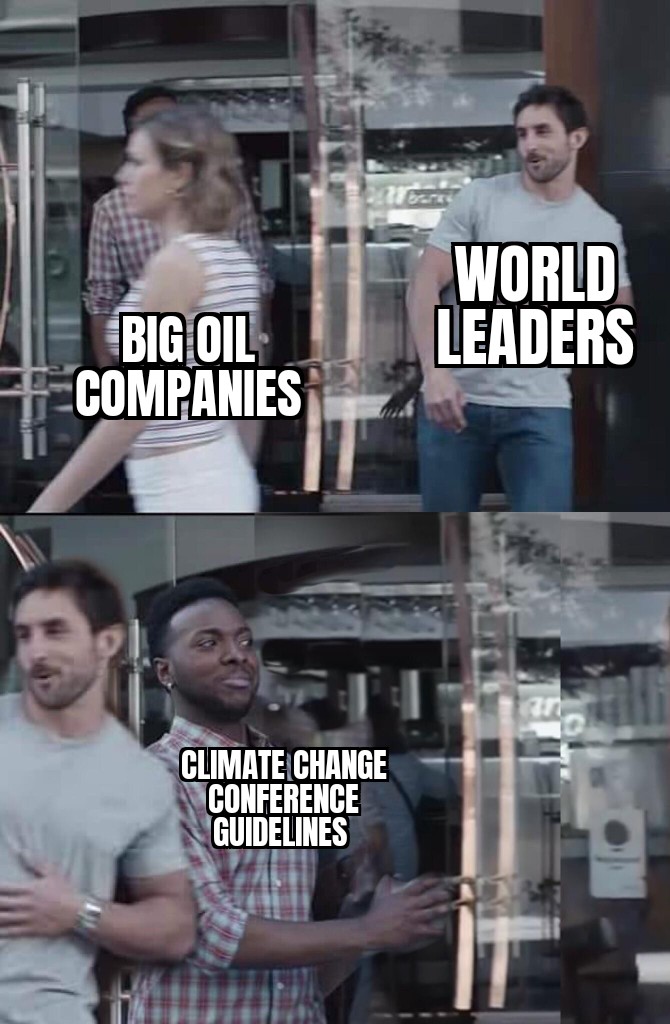 WORLD
LEADERS
BIG OIL
COMPANIES
CLIMATE CHANGE
CONFERENCE
GUIDELINES